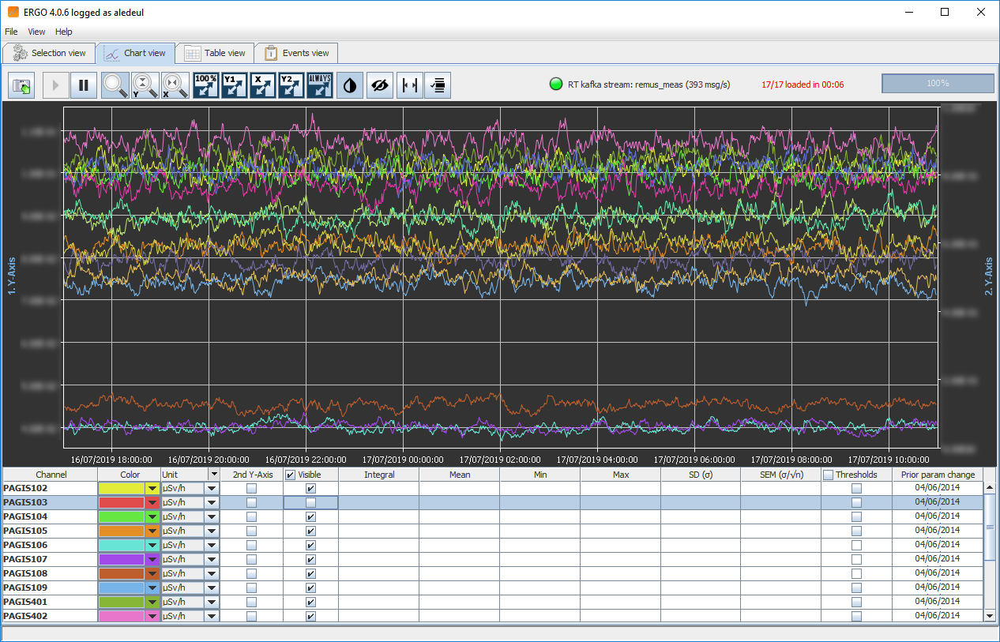 ERGO 4.0.6 logged as aledeul
File View Help
Selection view Chart view Table view Events view
Y X 100% Y1 X Y2 ALWAYS RT kafka stream: remus_meas (393 msg/s) 17/17 loaded in 00:06 100%
1. Y-Axis
2. Y-Axis
16/07/2019 18:00:00 16/07/2019 20:00:00 16/07/2019 22:00:00 17/07/2019 00:00:00 17/07/2019 02:00:00 17/07/2019 04:00:00 17/07/2019 06:00:00 17/07/2019 08:00:00 17/07/2019 10:00:00
Channel Color Unit 2nd Y-Axis Visible Integral Mean Min Max SD (σ) SEM (σ/√n) Thresholds Prior param change
PAGIS102 µSv/h 04/06/2014
PAGIS103 µSv/h 04/06/2014
PAGIS104 µSv/h 04/06/2014
PAGIS105 µSv/h 04/06/2014
PAGIS106 µSv/h 04/06/2014
PAGIS107 µSv/h 04/06/2014
PAGIS108 µSv/h 04/06/2014
PAGIS109 µSv/h 04/06/2014
PAGIS401 µSv/h 04/06/2014
PAGIS402 µSv/h 04/06/2014